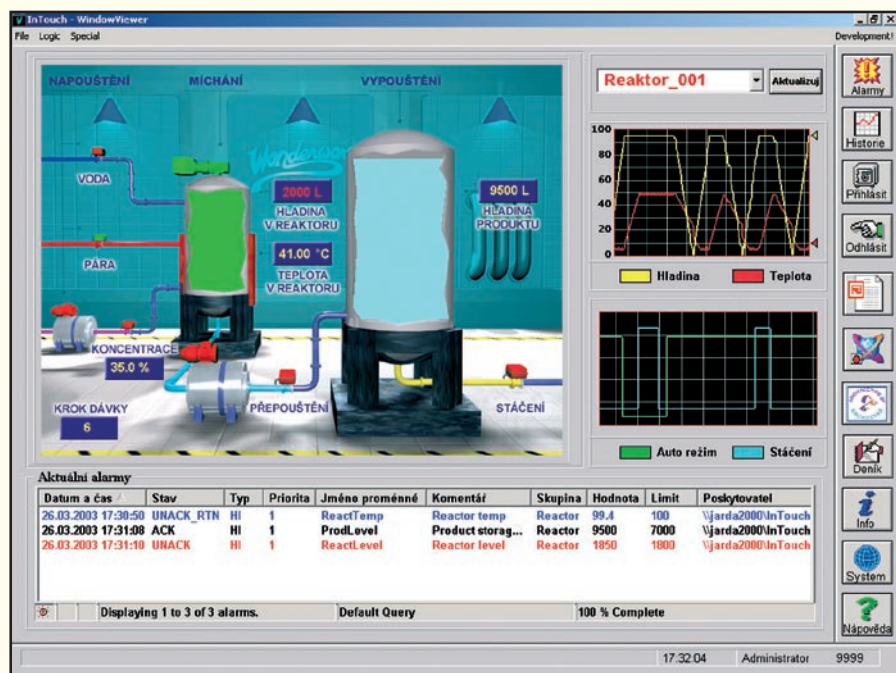 InTouch - WindowViewer
File Logic Special Development!
NAPOUŠTĚNÍ MÍCHÁNÍ VYPOUŠTĚNÍ
Wonderware
VODA
2000 L
HLADINA
V REAKTORU
9500 L
HLADINA
PRODUKTU
PÁRA
41.00 °C
TEPLOTA
V REAKTORU
KONCENTRACE
35.0 %
KROK DÁVKY
6
PŘEPOUŠTĚNÍ
STÁČENÍ
Reaktor_001 Aktualizuj
100
80
60
40
20
0
Hladina Teplota
Auto režim Stáčení
Alarmy
Historie
Přihlásit
Odhlásit
Deník
Info
System
Nápověda
Aktuální alarmy
Datum a čas Stav Typ Priorita Jméno proměnné Komentář Skupina Hodnota Limit Poskytovatel
26.03.2003 17:30:50 UNACK_RTN HI 1 ReactTemp Reactor temp Reactor 99.4 100 \\jarda2000\InTouch
26.03.2003 17:31:08 ACK HI 1 ProdLevel Product storag... Reactor 9500 7000 \\jarda2000\InTouch
26.03.2003 17:31:10 UNACK HI 1 ReactLevel Reactor level Reactor 1850 1800 \\jarda2000\InTouch
Displaying 1 to 3 of 3 alarms. Default Query 100 % Complete
17:32:04 Administrator 9999